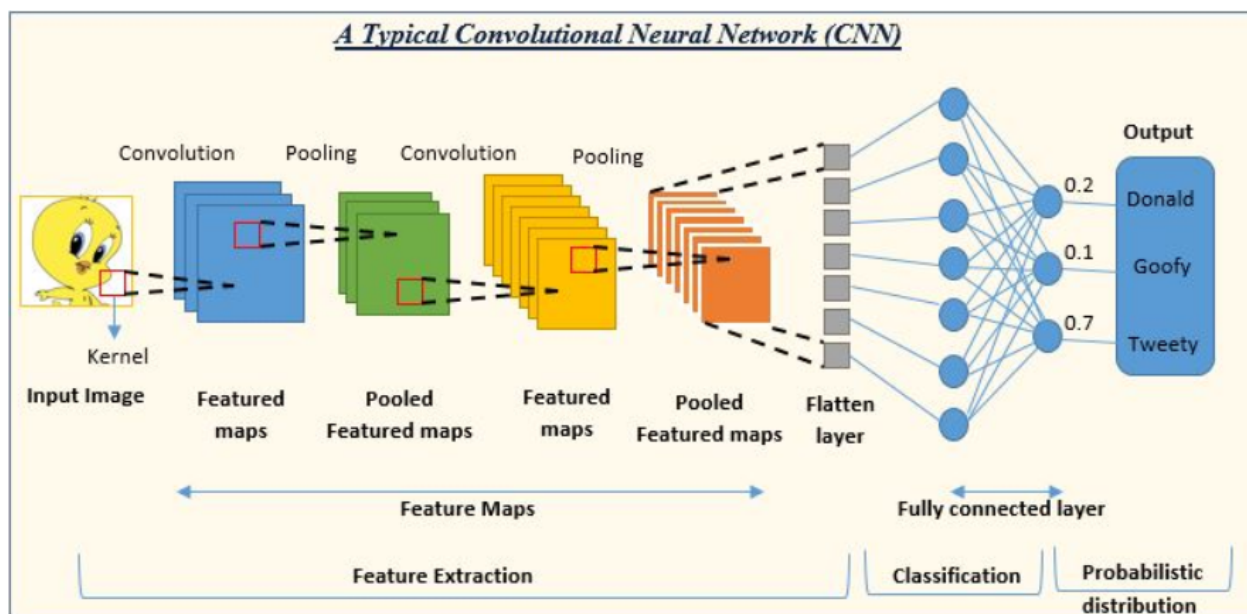 A Typical Convolutional Neural Network (CNN)
Convolution
Pooling
Convolution
Pooling
Output
0.2
Donald
0.1
Goofy
0.7
Tweety
Kernel
Input Image
Featured
maps
Pooled
Featured maps
Featured
maps
Pooled
Featured maps
Flatten
layer
Feature Maps
Fully connected layer
Feature Extraction
Classification
Probabilistic
distribution